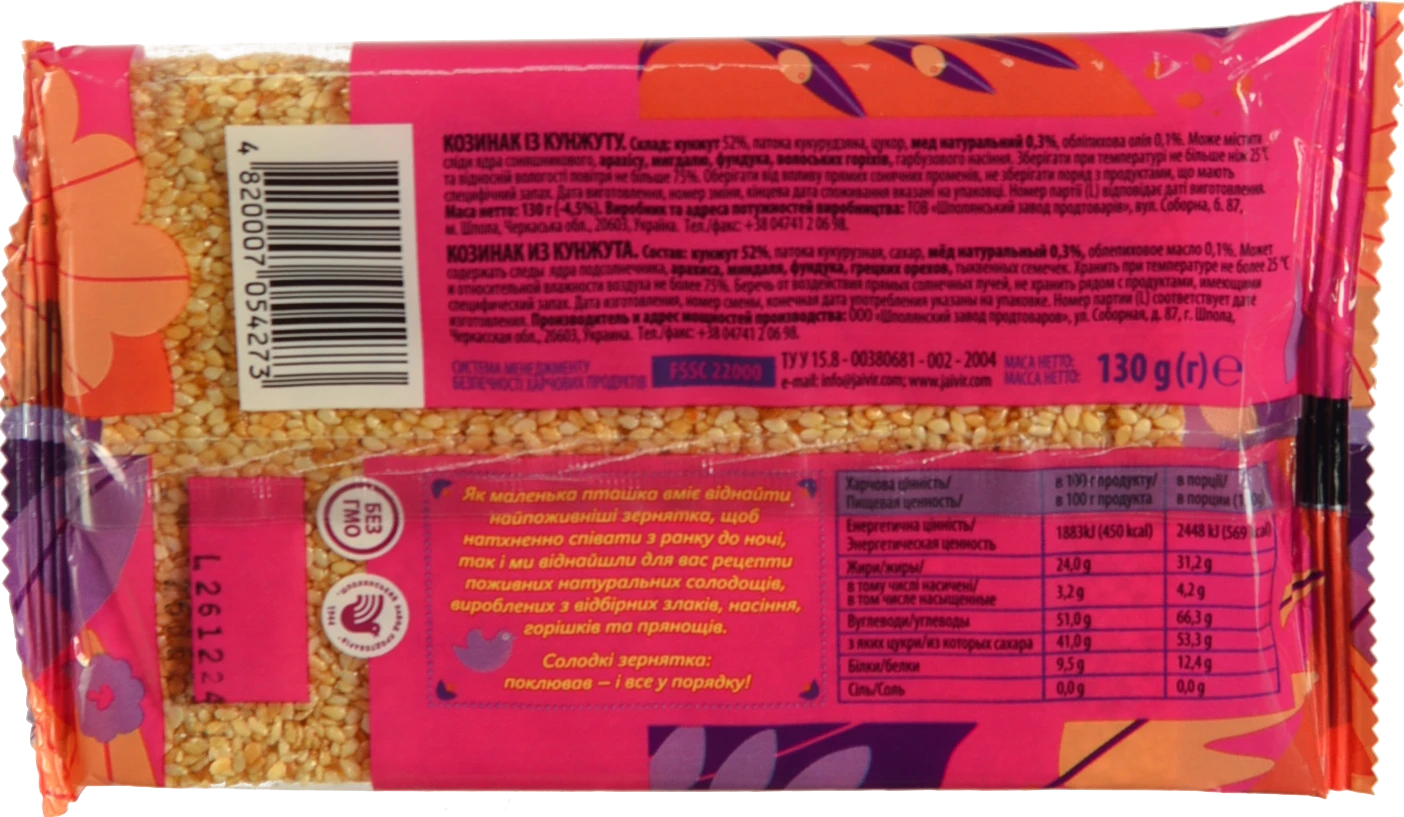 4 820007 054273
КОЗИНАК ІЗ КУНЖУТУ. Склад: кунжут 52%, патока кукурудзяна, цукор, мед натуральний 0,3%, обліпихова олія 0,1%. Може містити
сліди ядра соняшникового, арахісу, мигдалю, фундука, волоських горіхів, гарбузового насіння. Зберігати при температурі не більше ніж 25°С
та відносній вологості повітря не більше 75%. Оберігати від впливу прямих сонячних променів, не зберігати поряд з продуктами, що мають
специфічний запах. Дата виготовлення, номер зміни, кінцева дата споживання вказані на упаковці. Номер партії (L) відповідає даті виготовлення.
Маса нетто: 130 г (-4,5%). Виробник та адреса потужностей виробництва: ТОВ «Шполянський завод продтоварів», вул. Соборна, б. 87,
м. Шпола, Черкаська обл., 20603, Україна. Тел./факс: +38 04741 2 06 98.
КОЗИНАК ИЗ КУНЖУТА. Состав: кунжут 52%, патока кукурузная, сахар, мёд натуральный 0,3%, облепиховое масло 0,1%. Может
содержать следы ядра подсолнечника, арахиса, миндаля, фундука, грецких орехов, тыквенных семечек. Хранить при температуре не более 25°С
и относительной влажности воздуха не более 75%. Беречь от воздействия прямых солнечных лучей, не хранить рядом с продуктами, имеющими
специфический запах. Дата изготовления, номер смены, конечная дата употребления указаны на упаковке. Номер партии (L) соответствует дате
изготовления. Производитель и адрес мощностей производства: ООО «Шполянский завод продтоваров», ул. Соборная, д. 87, г. Шпола,
Черкасская обл., 20603, Украина. Тел./факс: +38 04741 2 06 98.
СИСТЕМА МЕНЕДЖМЕНТУ
БЕЗПЕЧНОСТІ ХАРЧОВИХ ПРОДУКТІВ
FSSC 22000
ТУ У 15.8 - 00380681 - 002 - 2004
e-mail: info@jaivir.com; www.jaivir.com
МАСА НЕТТО:
МАССА НЕТТО:
130 g (г) e
L 261224
БЕЗ
ГМО
ШПОЛЯНСЬКИЙ ЗАВОД ПРОДТОВАРІВ
1944
Як маленька пташка вміє віднайти
найпоживніші зернятка, щоб
натхненно співати з ранку до ночі,
так і ми віднайшли для вас рецепти
поживних натуральних солодощів,
вироблених з відбірних злаків, насіння,
горішків та прянощів.
Солодкі зернятка:
поклював – і все у порядку!
Харчова цінність/ в 100 г продукту/ в порції/
Пищевая ценность/ в 100 г продукта в порции
Енергетична цінність/
Энергетическая ценность 1883kJ (450 kcal) 2448 kJ (569 kcal)
Жири/жиры/ 24,0 g 31,2 g
в тому числі насичені/
в том числе насыщенные 3,2 g 4,2 g
Вуглеводи/углеводы 51,0 g 66,3 g
з яких цукри/из которых сахара 41,0 g 53,3 g
Білки/белки 9,5 g 12,4 g
Сіль/Соль 0,0 g 0,0 g